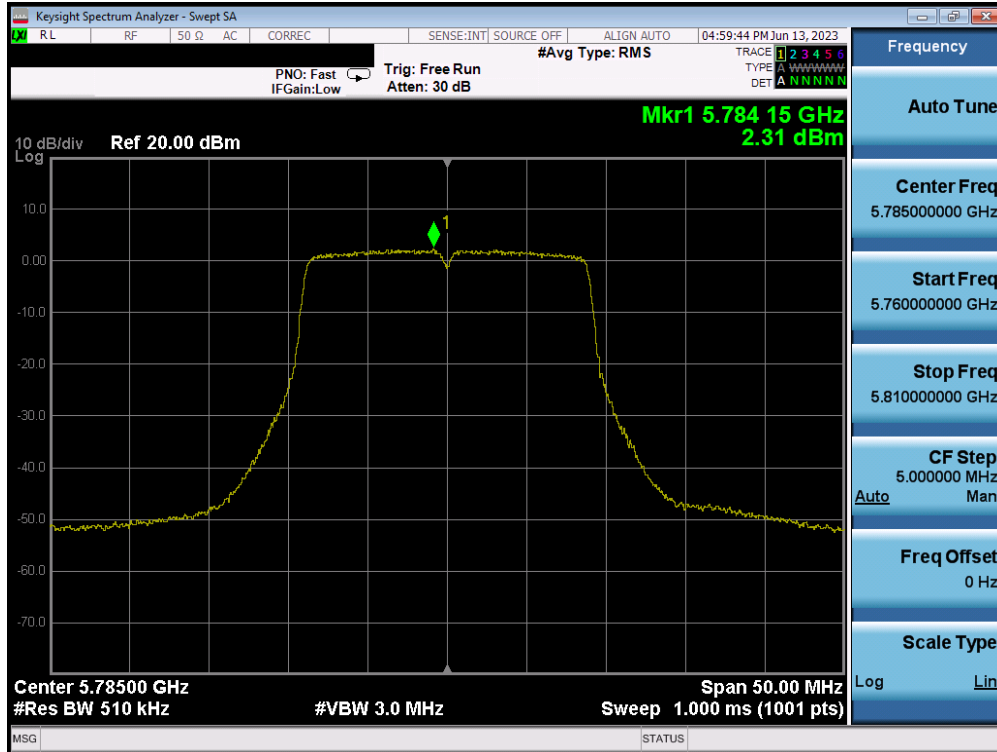 Keysight Spectrum Analyzer - Swept SA
LXI RL RF 50 Ω AC CORREC SENSE:INT SOURCE OFF ALIGN AUTO 04:59:44 PM Jun 13, 2023
#Avg Type: RMS
TRACE 1 2 3 4 5 6
TYPE A WWWWW
DET A N N N N N
PNO: Fast
IFGain:Low
Trig: Free Run
Atten: 30 dB
Mkr1 5.784 15 GHz
2.31 dBm
10 dB/div
Log
Ref 20.00 dBm
10.0
0.00
-10.0
-20.0
-30.0
-40.0
-50.0
-60.0
-70.0
1
Center 5.78500 GHz
Span 50.00 MHz
#Res BW 510 kHz
#VBW 3.0 MHz
Sweep 1.000 ms (1001 pts)
MSG
STATUS
Frequency
Auto Tune
Center Freq
5.785000000 GHz
Start Freq
5.760000000 GHz
Stop Freq
5.810000000 GHz
CF Step
5.000000 MHz
Auto Man
Freq Offset
0 Hz
Scale Type
Log Lin